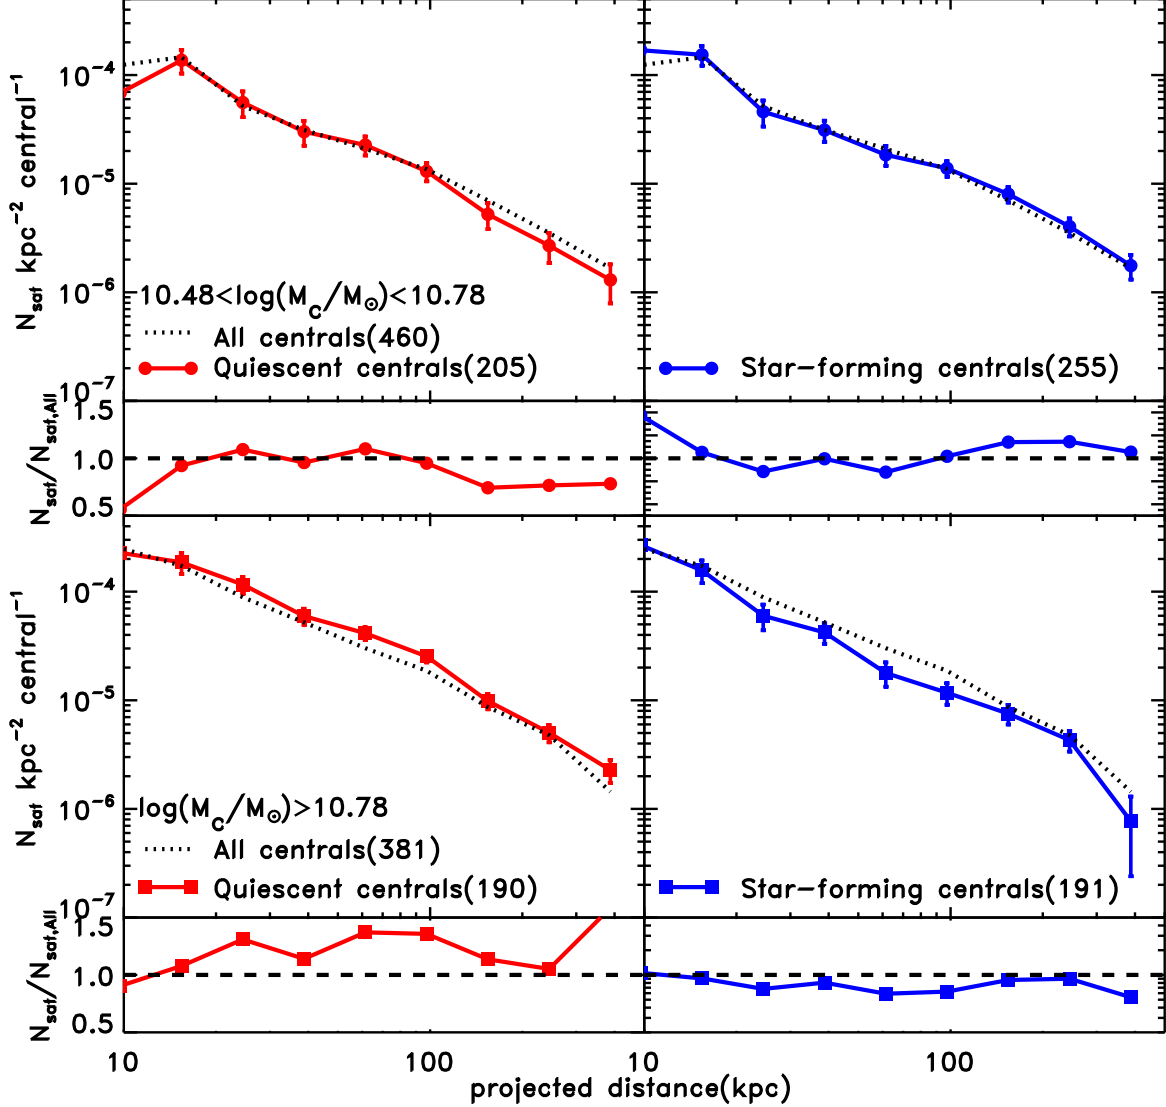 N_sat kpc⁻² central⁻¹
10⁻⁴
10⁻⁵
10⁻⁶
10⁻⁷
10.48<log(M_C/M_⊙)<10.78
All centrals(460)
Quiescent centrals(205)
Star-forming centrals(255)
N_sat/N_sat,All
1.5
1.0
0.5
N_sat kpc⁻² central⁻¹
10⁻⁴
10⁻⁵
10⁻⁶
10⁻⁷
log(M_C/M_⊙)>10.78
All centrals(381)
Quiescent centrals(190)
Star-forming centrals(191)
N_sat/N_sat,All
1.5
1.0
0.5
10 100 10 100
projected distance(kpc)